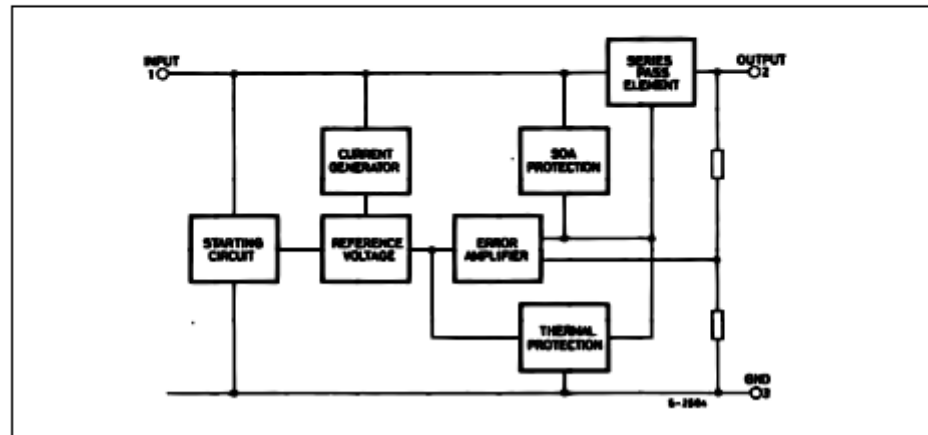 INPUT
1
SERIES
PASS
ELEMENT
OUTPUT
2
CURRENT
GENERATOR
SOA
PROTECTION
STARTING
CIRCUIT
REFERENCE
VOLTAGE
ERROR
AMPLIFIER
THERMAL
PROTECTION
GND
3
S-2564